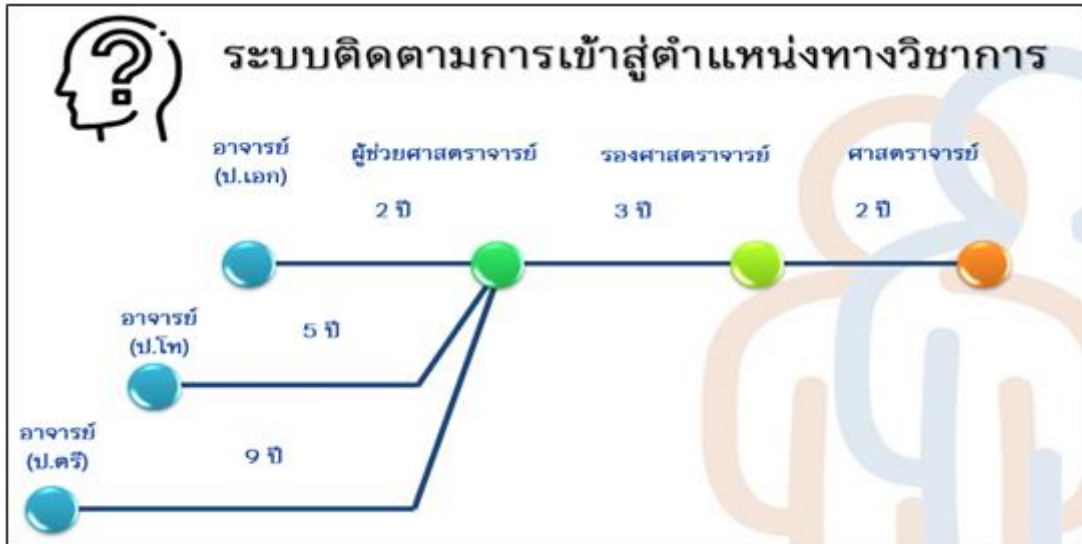 ระบบติดตามการเข้าสู่ตำแหน่งทางวิชาการ
อาจารย์
(ป.เอก)
ผู้ช่วยศาสตราจารย์
รองศาสตราจารย์
ศาสตราจารย์
2 ปี
3 ปี
2 ปี
อาจารย์
(ป.โท)
5 ปี
อาจารย์
(ป.ตรี)
9 ปี